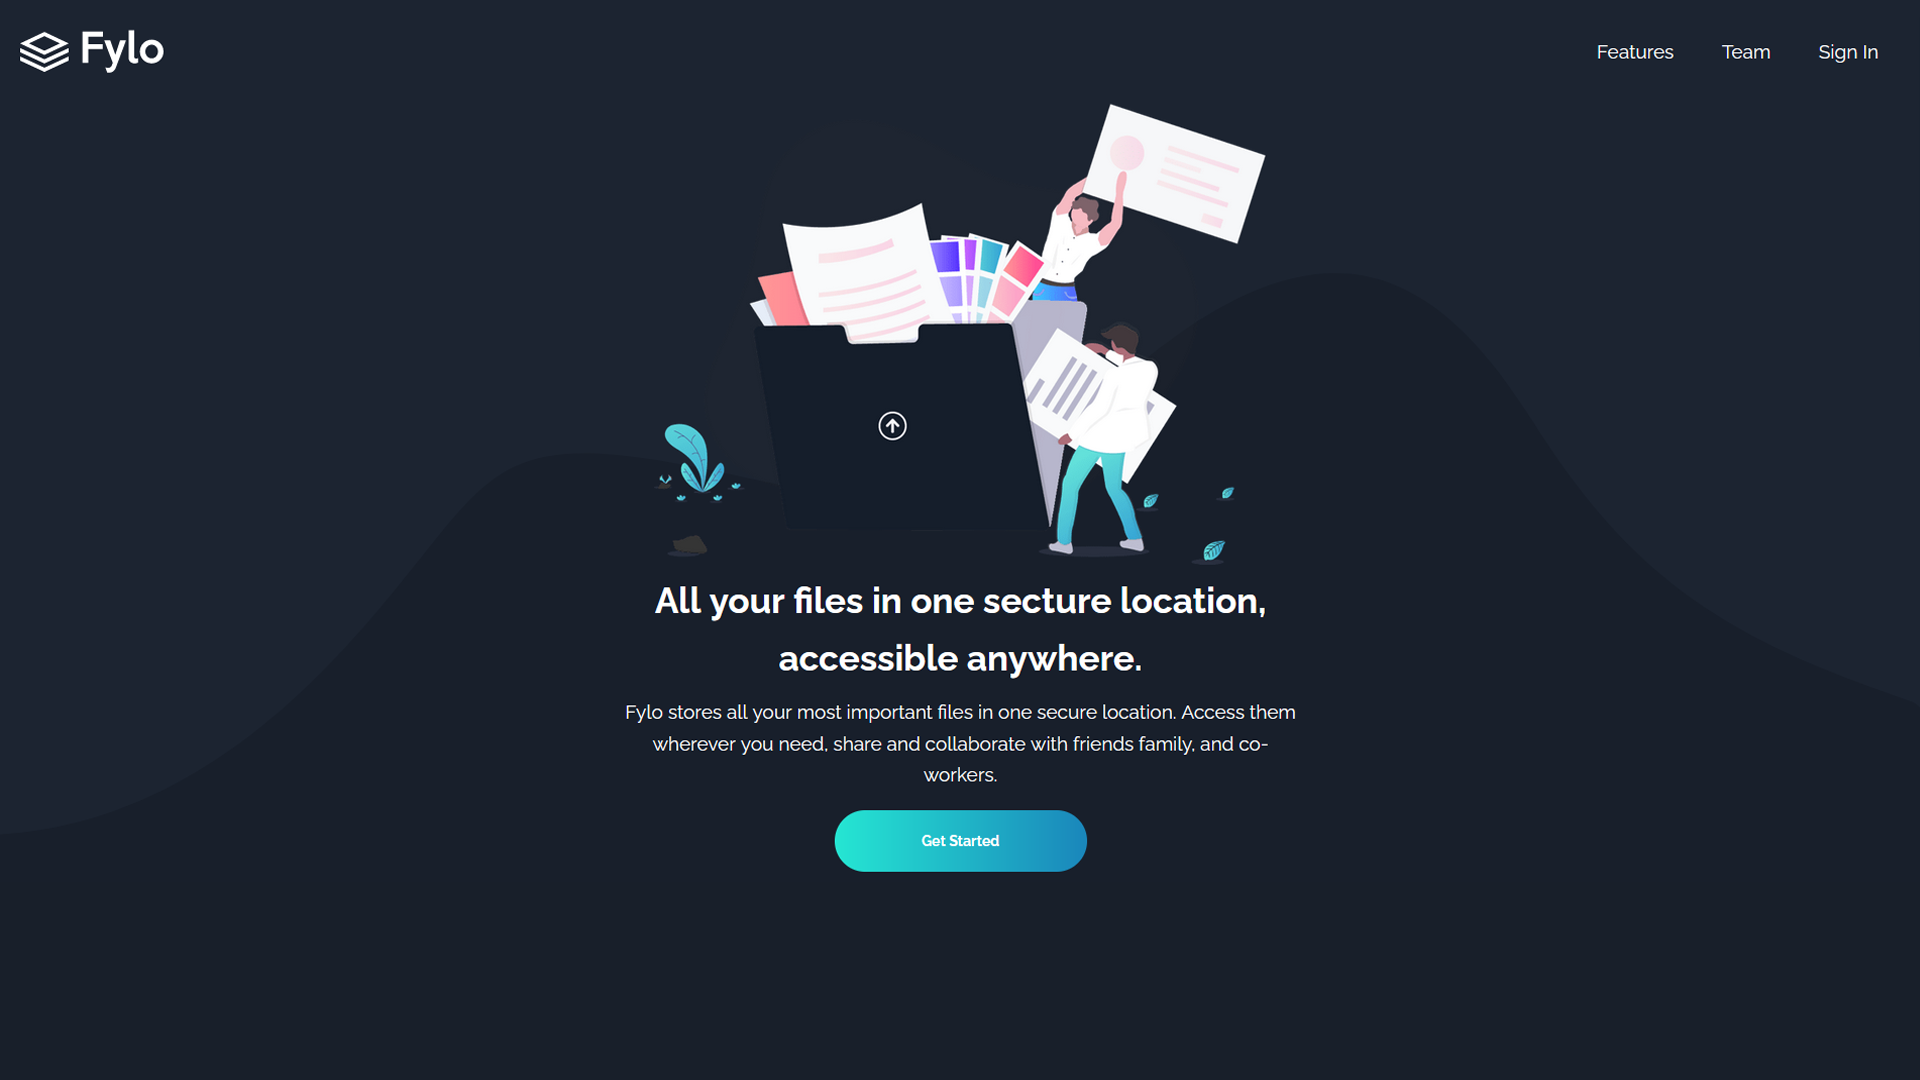 Fylo
Features
Team
Sign In
All your files in one secture location,
accessible anywhere.
Fylo stores all your most important files in one secure location. Access them
wherever you need, share and collaborate with friends family, and co-
workers.
Get Started